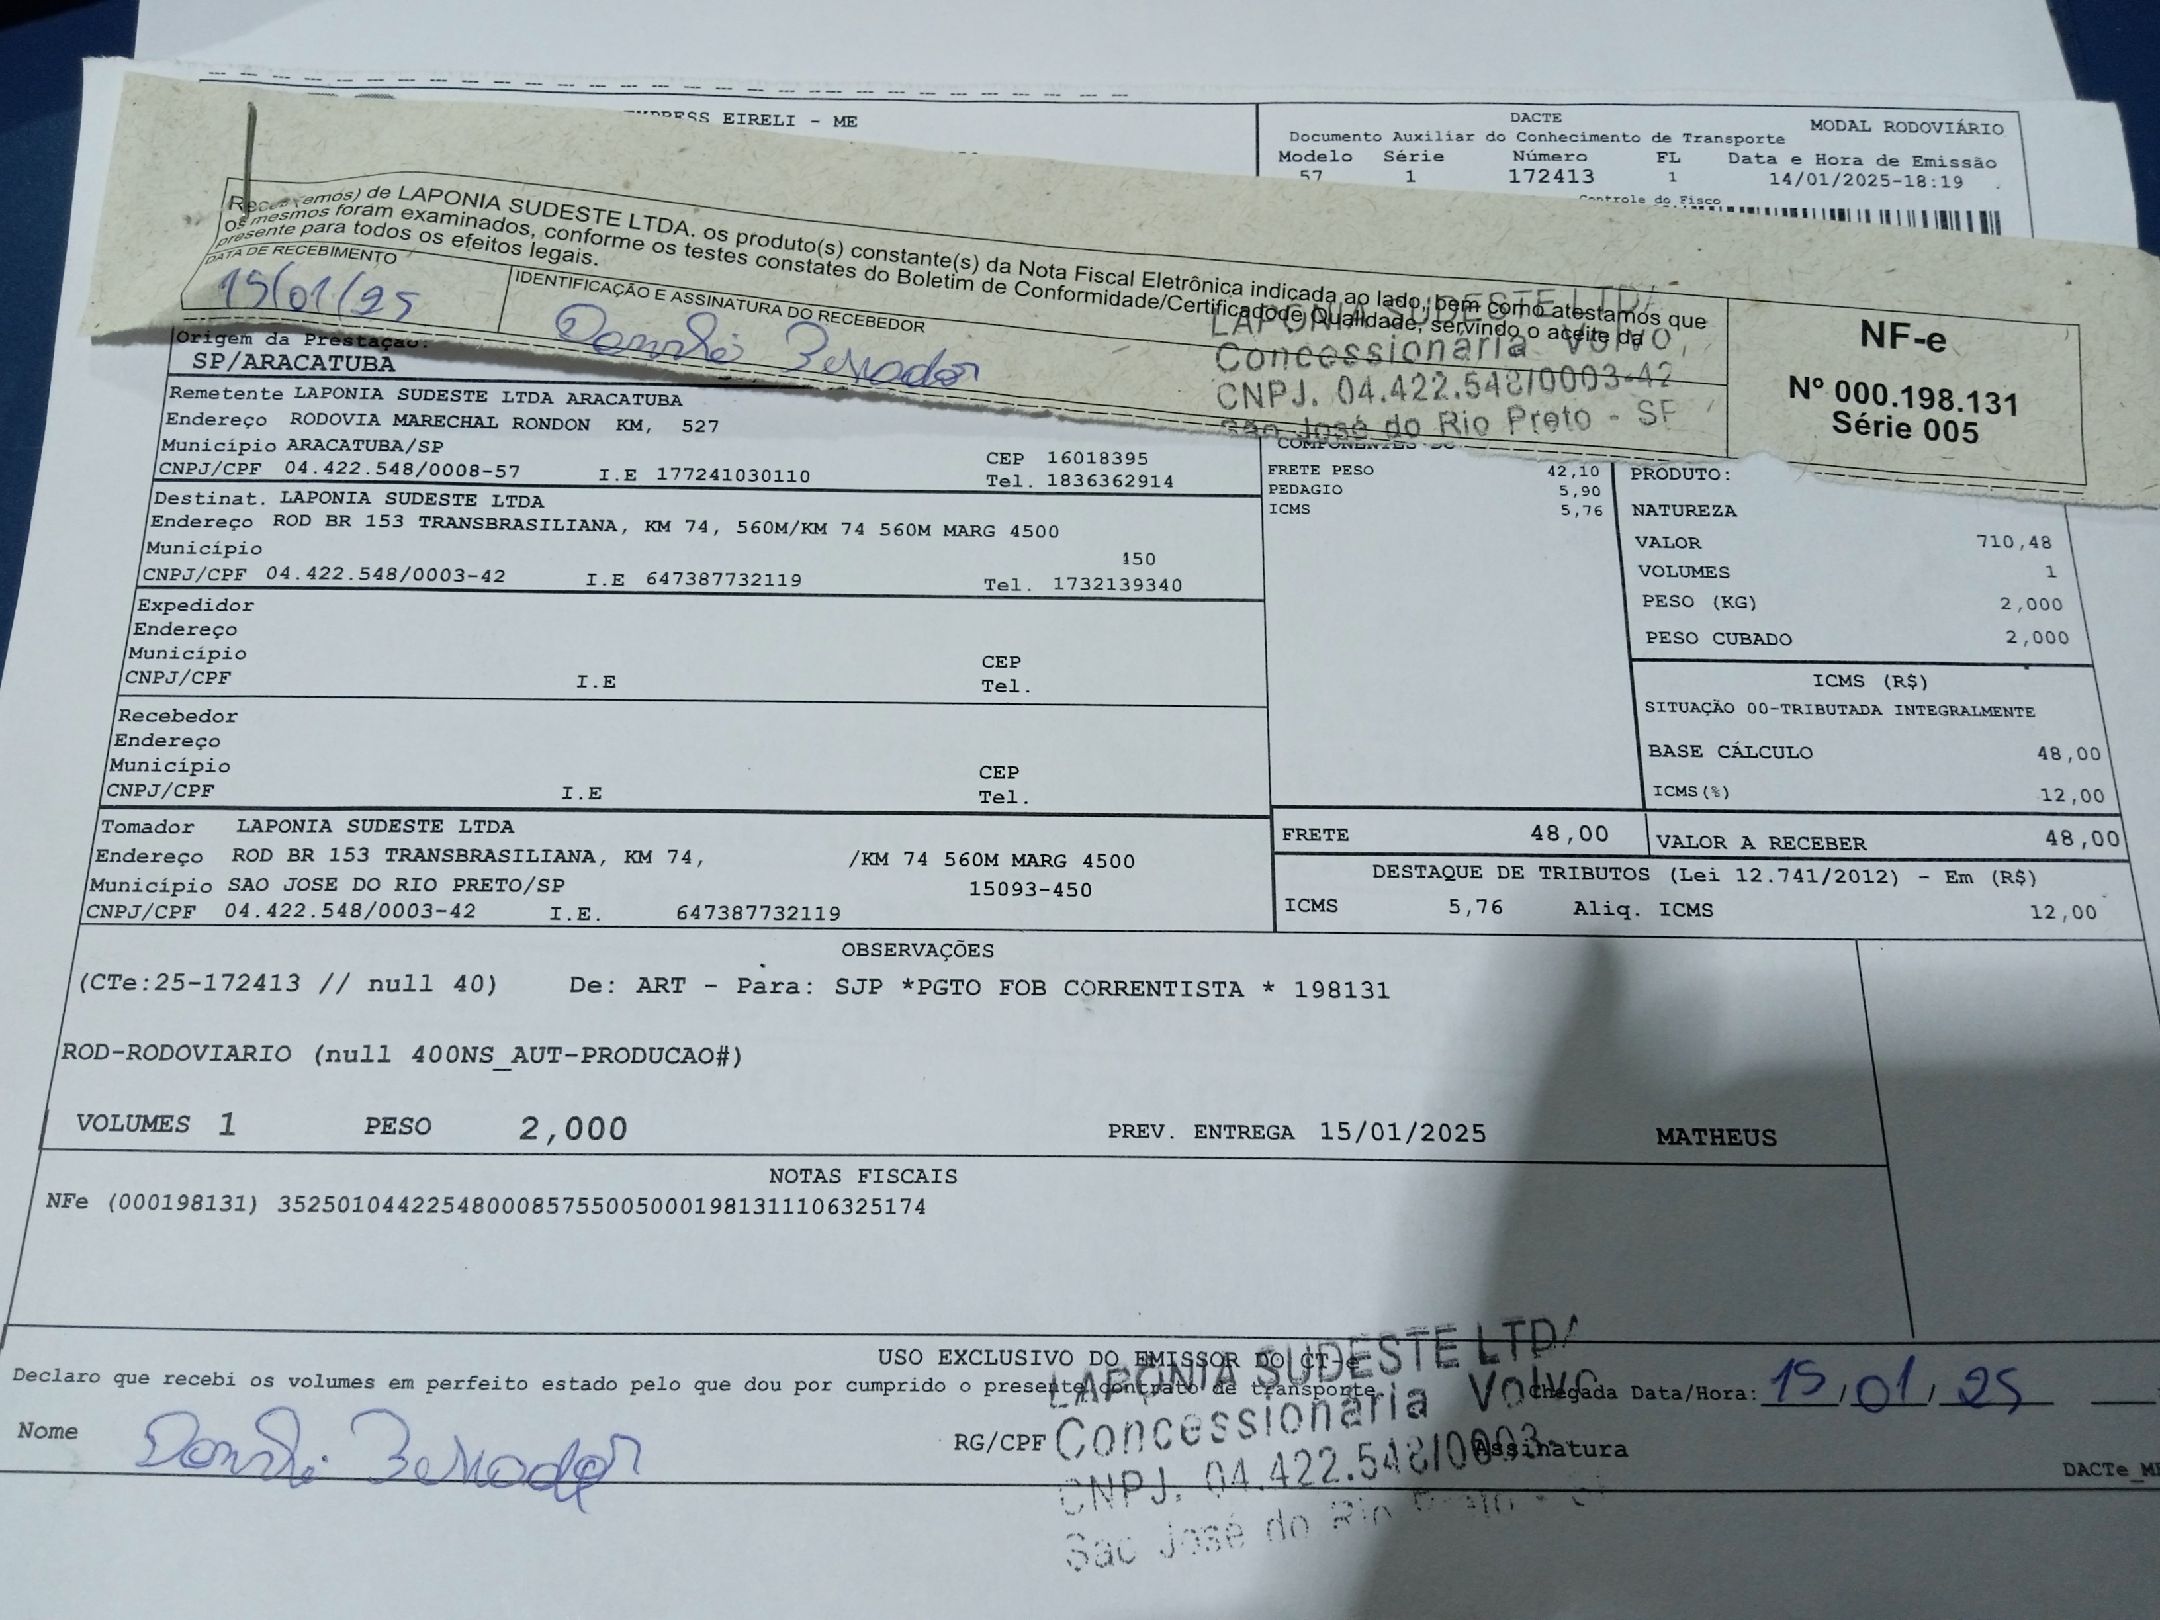 EXPRESS EIRELI - ME
DACTE
MODAL RODOVIÁRIO
Documento Auxiliar do Conhecimento de Transporte
Modelo Série Número FL Data e Hora de Emissão
57 1 172413 1 14/01/2025-18:19
Controle do Fisco
de LAPONIA SUDESTE LTDA. os produto(s) constante(s) da Nota Fiscal Eletrônica indicada ao lado, bem como atestamos que
os mesmos foram examinados, conforme os testes constates do Boletim de Conformidade/Certificadode Qualidade, servindo o aceite da
presente para todos os efeitos legais.
DATA DE RECEBIMENTO
15/01/25
IDENTIFICAÇÃO E ASSINATURA DO RECEBEDOR
LAPONIA SUDESTE LTDA
Concessionária Volvo
CNPJ. 04.422.548/0003-42
São José do Rio Preto - SP
NF-e
Nº 000.198.131
Série 005
Origem da Prestação:
SP/ARACATUBA
Remetente LAPONIA SUDESTE LTDA ARACATUBA
Endereço RODOVIA MARECHAL RONDON KM, 527
Município ARACATUBA/SP CEP 16018395
CNPJ/CPF 04.422.548/0008-57 I.E 177241030110 Tel. 1836362914
Destinat. LAPONIA SUDESTE LTDA
Endereço ROD BR 153 TRANSBRASILIANA, KM 74, 560M/KM 74 560M MARG 4500
Município 450
CNPJ/CPF 04.422.548/0003-42 I.E 647387732119 Tel. 1732139340
Expedidor
Endereço
Município CEP
CNPJ/CPF I.E Tel.
Recebedor
Endereço
Município CEP
CNPJ/CPF I.E Tel.
Tomador LAPONIA SUDESTE LTDA
Endereço ROD BR 153 TRANSBRASILIANA, KM 74, /KM 74 560M MARG 4500
Município SAO JOSE DO RIO PRETO/SP 15093-450
CNPJ/CPF 04.422.548/0003-42 I.E. 647387732119
COMPONENTES DO
FRETE PESO 42,10
PEDAGIO 5,90
ICMS 5,76
PRODUTO:
NATUREZA
VALOR 710,48
VOLUMES 1
PESO (KG) 2,000
PESO CUBADO 2,000
ICMS (R$)
SITUAÇÃO 00-TRIBUTADA INTEGRALMENTE
BASE CÁLCULO 48,00
ICMS(%) 12,00
FRETE 48,00 VALOR A RECEBER 48,00
DESTAQUE DE TRIBUTOS (Lei 12.741/2012) - Em (R$)
ICMS 5,76 Aliq. ICMS 12,00
OBSERVAÇÕES
(CTe:25-172413 // null 40) De: ART - Para: SJP *PGTO FOB CORRENTISTA * 198131
ROD-RODOVIARIO (null 400NS_AUT-PRODUCAO#)
VOLUMES 1 PESO 2,000 PREV. ENTREGA 15/01/2025 MATHEUS
NOTAS FISCAIS
NFe (000198131) 35250104422548000857550050001981311106325174
USO EXCLUSIVO DO EMISSOR DO CT-e
Declaro que recebi os volumes em perfeito estado pelo que dou por cumprido o presente contrato de transporte.
Chegada Data/Hora: 15/01/25
Nome RG/CPF Assinatura
LAPONIA SUDESTE LTDA
Concessionária Volvo
CNPJ. 04.422.548/0003-
São José do Rio Preto - SP